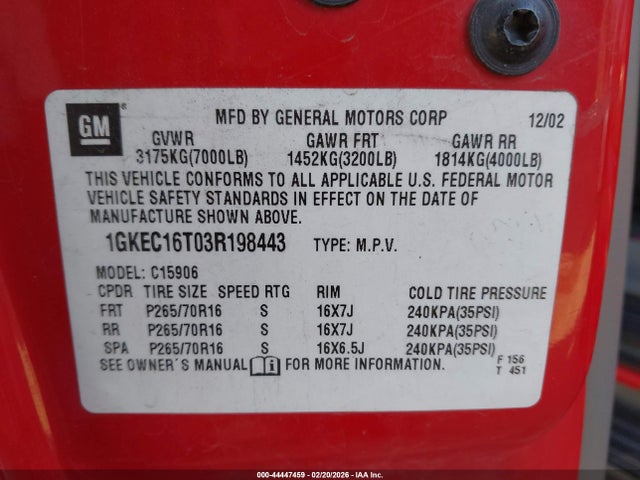 GM ®
MFD BY GENERAL MOTORS CORP 12/02
GVWR GAWR FRT GAWR RR
3175KG(7000LB) 1452KG(3200LB) 1814KG(4000LB)
THIS VEHICLE CONFORMS TO ALL APPLICABLE U.S. FEDERAL MOTOR
VEHICLE SAFETY STANDARDS IN EFFECT ON THE DATE OF
MANUFACTURE SHOWN ABOVE.
1GKEC16T03R198443 TYPE: M.P.V.
MODEL: C15906
CPDR TIRE SIZE SPEED RTG RIM COLD TIRE PRESSURE
FRT P265/70R16 S 16X7J 240KPA(35PSI)
RR P265/70R16 S 16X7J 240KPA(35PSI)
SPA P265/70R16 S 16X6.5J 240KPA(35PSI)
SEE OWNER'S MANUAL i FOR MORE INFORMATION.
F 156
T 451
000-44447459 - 02/20/2026 - IAA Inc.